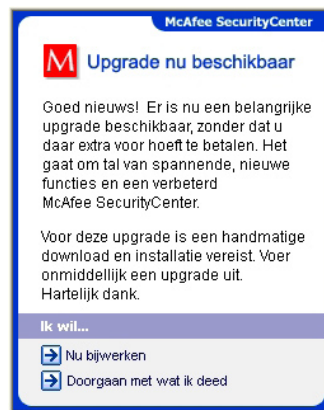 McAfee SecurityCenter
M Upgrade nu beschikbaar
Goed nieuws! Er is nu een belangrijke
upgrade beschikbaar, zonder dat u
daar extra voor hoeft te betalen. Het
gaat om tal van spannende, nieuwe
functies en een verbeterd
McAfee SecurityCenter.
Voor deze upgrade is een handmatige
download en installatie vereist. Voer
onmiddellijk een upgrade uit.
Hartelijk dank.
Ik wil...
Nu bijwerken
Doorgaan met wat ik deed